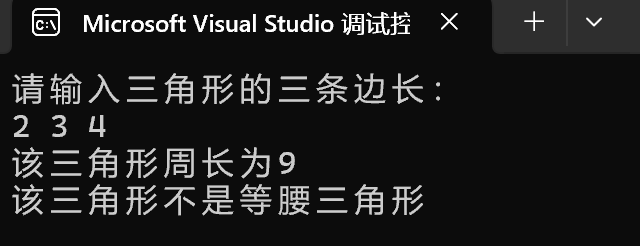 Microsoft Visual Studio 调试控
请输入三角形的三条边长:
2 3 4
该三角形周长为9
该三角形不是等腰三角形